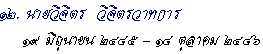 ๑๒. นายวิจิตร วิจิตรวาทการ
๑๙ มิถุนายน ๒๔๔๕ - ๑๔ ตุลาคม ๒๔๔๖